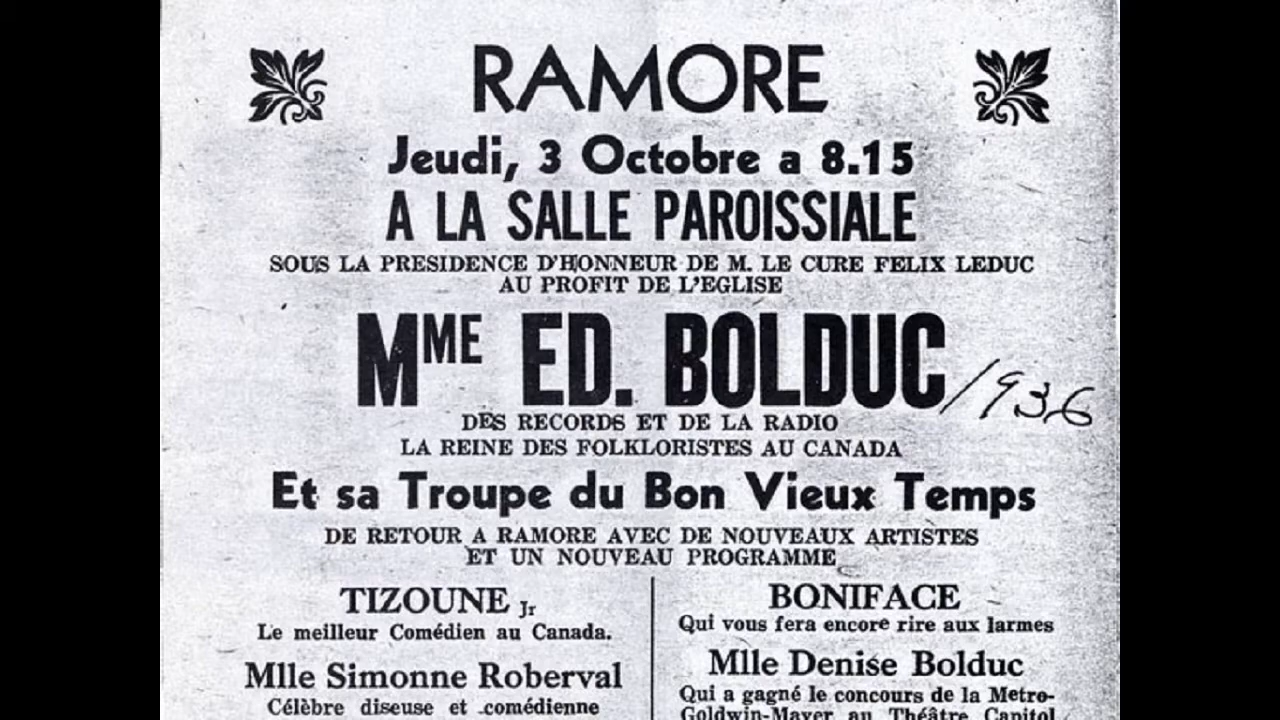 RAMORE
Jeudi, 3 Octobre a 8.15
A LA SALLE PAROISSIALE
SOUS LA PRESIDENCE D'HONNEUR DE M. LE CURE FELIX LEDUC
AU PROFIT DE L'EGLISE
MME ED. BOLDUC
1936
DES RECORDS ET DE LA RADIO
LA REINE DES FOLKLORISTES AU CANADA
Et sa Troupe du Bon Vieux Temps
DE RETOUR A RAMORE AVEC DE NOUVEAUX ARTISTES
ET UN NOUVEAU PROGRAMME
TIZOUNE Jr
Le meilleur Comédien au Canada.
Mlle Simonne Roberval
Célèbre diseuse et comédienne
BONIFACE
Qui vous fera encore rire aux larmes
Mlle Denise Bolduc
Qui a gagné le concours de la Metro-
Goldwin-Mayer au Théâtre Capitol